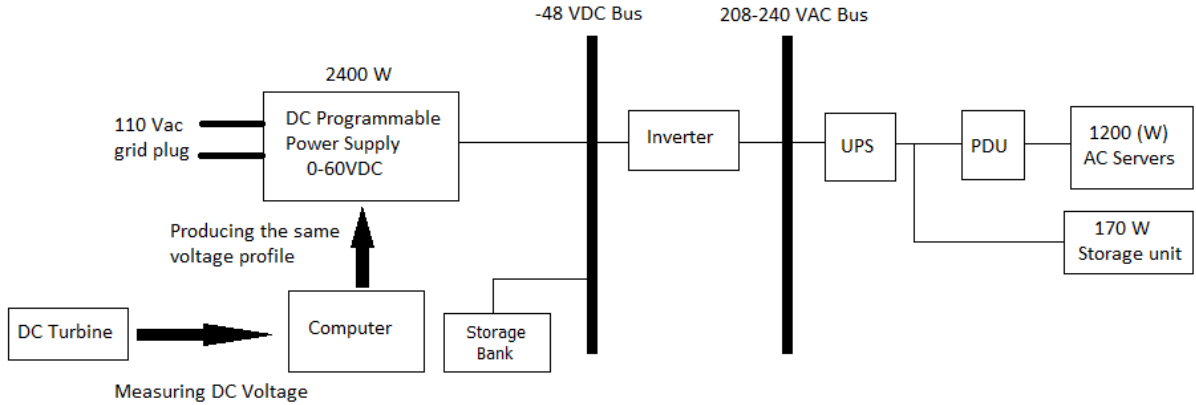 -48 VDC Bus
208-240 VAC Bus
2400 W
110 Vac
grid plug
DC Programmable
Power Supply
0-60VDC
Inverter
UPS
PDU
1200 (W)
AC Servers
170 W
Storage unit
Producing the same
voltage profile
DC Turbine
Computer
Storage
Bank
Measuring DC Voltage